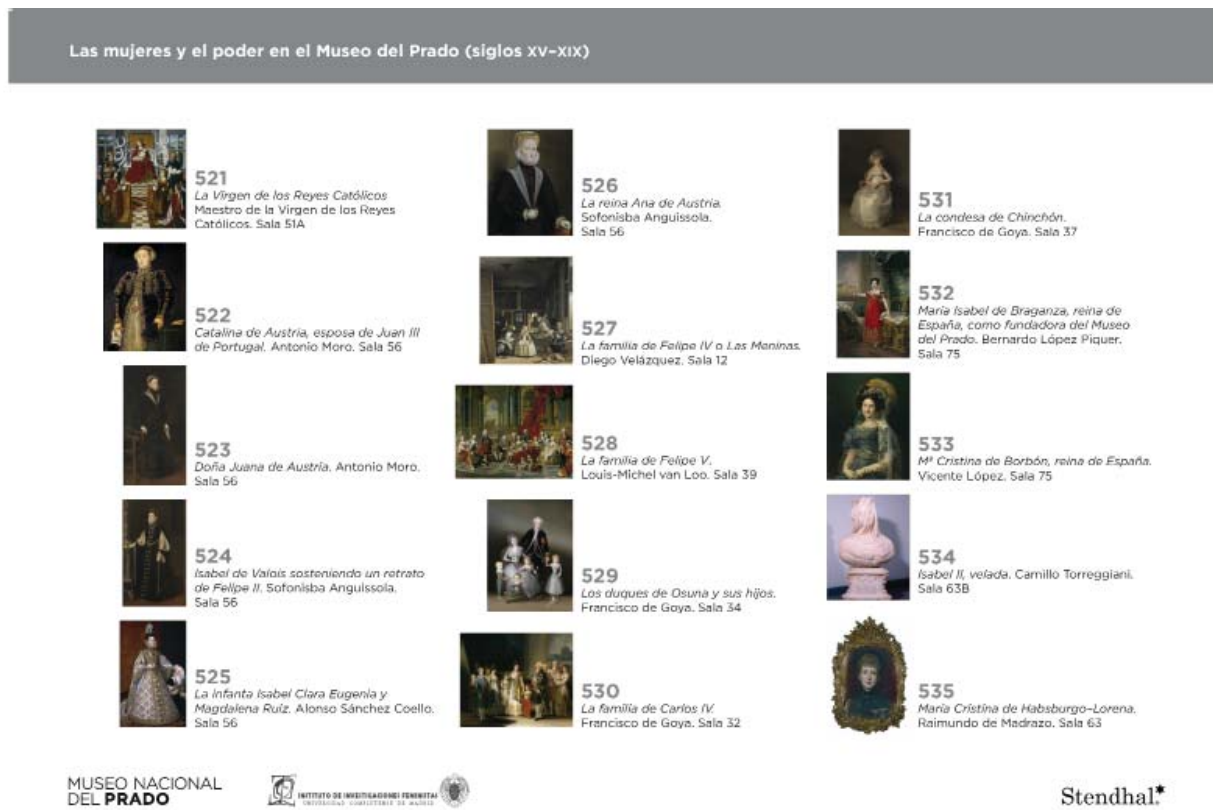 Las mujeres y el poder en el Museo del Prado (siglos XV–XIX)
521
La Virgen de los Reyes Católicos
Maestro de la Virgen de los Reyes
Católicos. Sala 51A
522
Catalina de Austria, esposa de Juan III
de Portugal. Antonio Moro. Sala 56
523
Doña Juana de Austria. Antonio Moro.
Sala 56
524
Isabel de Valois sosteniendo un retrato
de Felipe II. Sofonisba Anguissola.
Sala 56
525
La infanta Isabel Clara Eugenia y
Magdalena Ruiz. Alonso Sánchez Coello.
Sala 56
526
La reina Ana de Austria.
Sofonisba Anguissola.
Sala 56
527
La familia de Felipe IV o Las Meninas.
Diego Velázquez. Sala 12
528
La familia de Felipe V.
Louis-Michel van Loo. Sala 39
529
Los duques de Osuna y sus hijos.
Francisco de Goya. Sala 34
530
La familia de Carlos IV.
Francisco de Goya. Sala 32
531
La condesa de Chinchón.
Francisco de Goya. Sala 37
532
María Isabel de Braganza, reina de
España, como fundadora del Museo
del Prado. Bernardo López Piquer.
Sala 75
533
Mª Cristina de Borbón, reina de España.
Vicente López. Sala 75
534
Isabel II, velada. Camillo Torreggiani.
Sala 63B
535
María Cristina de Habsburgo–Lorena.
Raimundo de Madrazo. Sala 63
MUSEO NACIONAL
DEL PRADO
INSTITUTO DE INVESTIGACIONES FEMINISTAS
UNIVERSIDAD COMPLUTENSE DE MADRID
Stendhal*